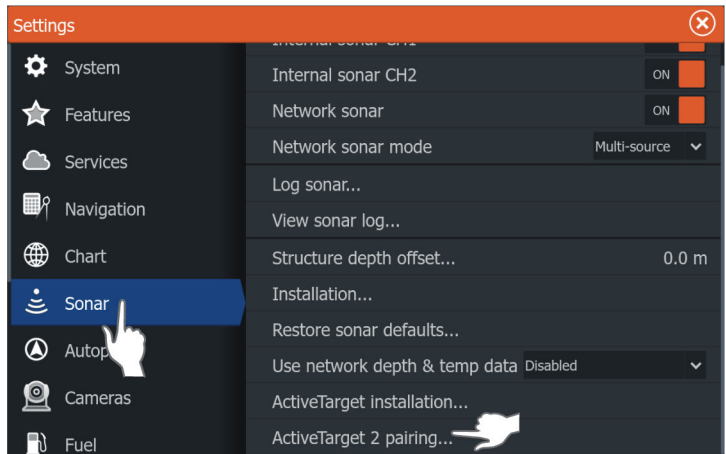 Settings
System
Features
Services
Navigation
Chart
Sonar
Cameras
Fuel
Internal sonar CH2 ON
Network sonar ON
Network sonar mode Multi-source
Log sonar...
View sonar log...
Structure depth offset... 0.0 m
Installation...
Restore sonar defaults...
Use network depth & temp data Disabled
ActiveTarget installation...
ActiveTarget 2 pairing...